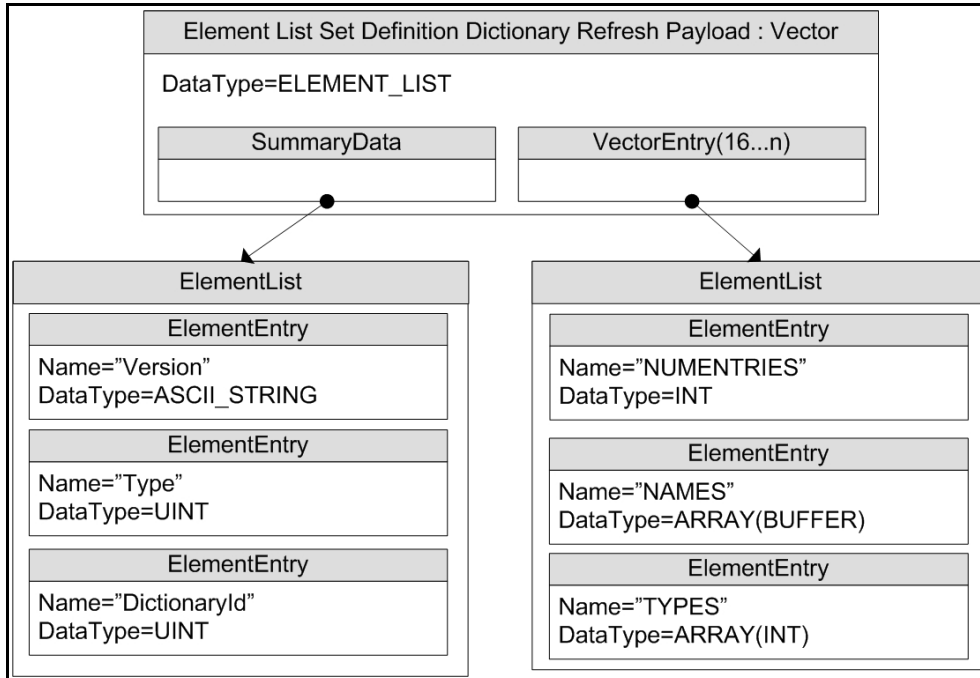 Element List Set Definition Dictionary Refresh Payload : Vector
DataType=ELEMENT_LIST
SummaryData
VectorEntry(16...n)
ElementList
ElementEntry
Name=”Version”
DataType=ASCII_STRING
ElementEntry
Name=”Type”
DataType=UINT
ElementEntry
Name=”DictionaryId”
DataType=UINT
ElementList
ElementEntry
Name=”NUMENTRIES”
DataType=INT
ElementEntry
Name=”NAMES”
DataType=ARRAY(BUFFER)
ElementEntry
Name=”TYPES”
DataType=ARRAY(INT)